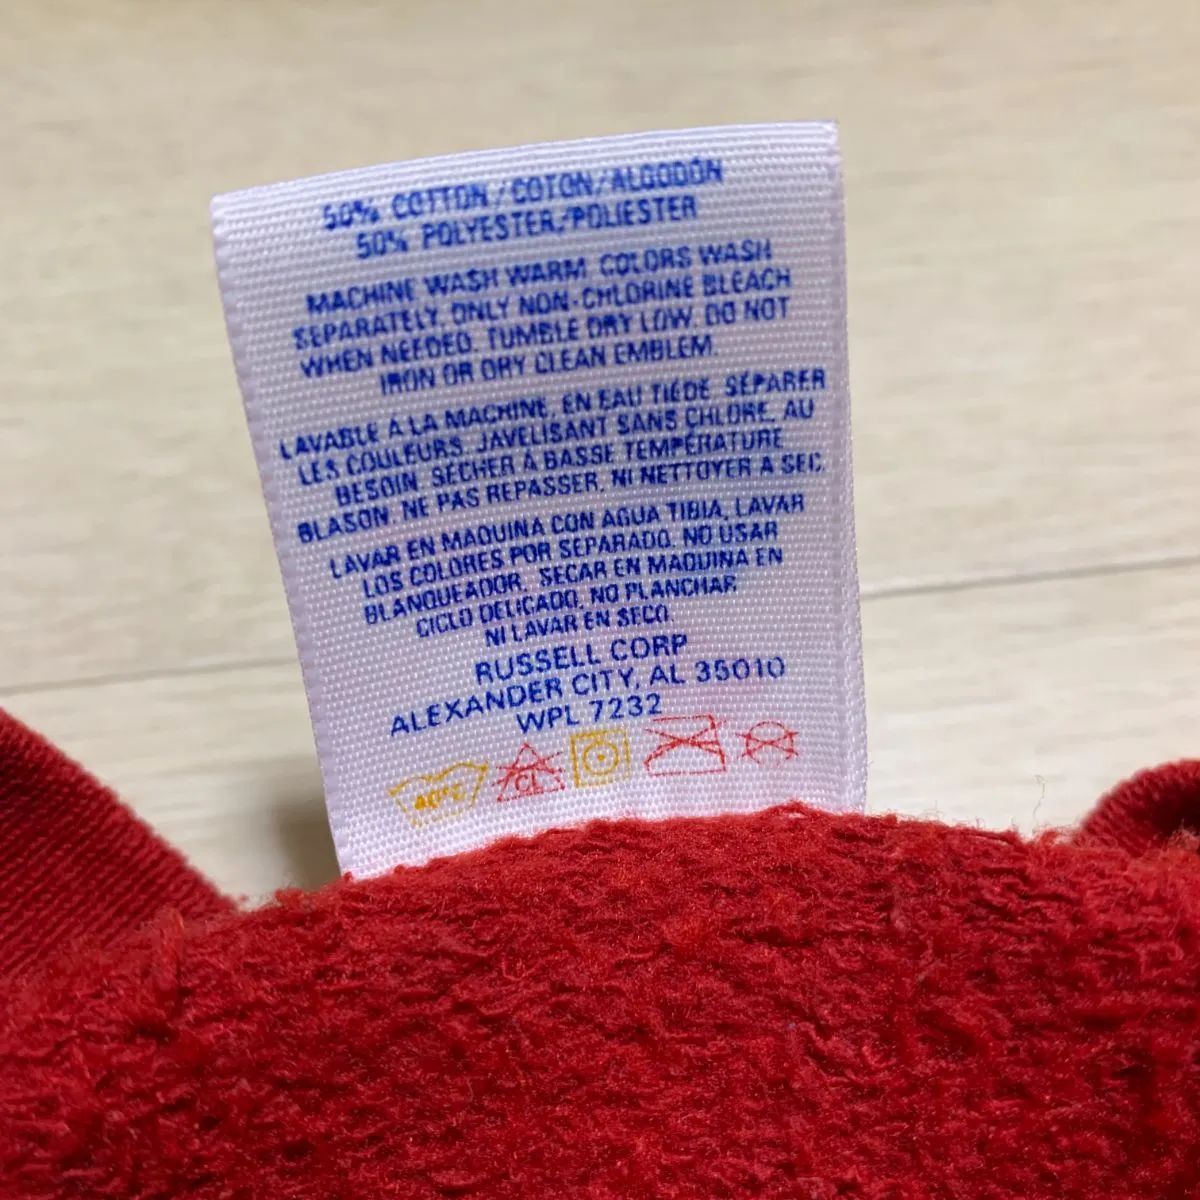 50% COTTON/COTON/ALGODÓN
50% POLYESTER/POLIESTER
MACHINE WASH WARM. COLORS WASH
SEPARATELY. ONLY NON-CHLORINE BLEACH
WHEN NEEDED. TUMBLE DRY LOW. DO NOT
IRON OR DRY CLEAN EMBLEM.
LAVABLE À LA MACHINE, EN EAU TIÈDE. SÉPARER
LES COULEURS. JAVELISANT SANS CHLORE, AU
BESOIN. SÉCHER À BASSE TEMPÉRATURE
BLASON. NE PAS REPASSER, NI NETTOYER A SEC.
LAVAR EN MAQUINA CON AGUA TIBIA. LAVAR
LOS COLORES POR SEPARADO. NO USAR
BLANQUEADOR. SECAR EN MAQUINA EN
CICLO DELICADO. NO PLANCHAR,
NI LAVAR EN SECO.
RUSSELL CORP
ALEXANDER CITY, AL 35010
WPL 7232
40°C CL